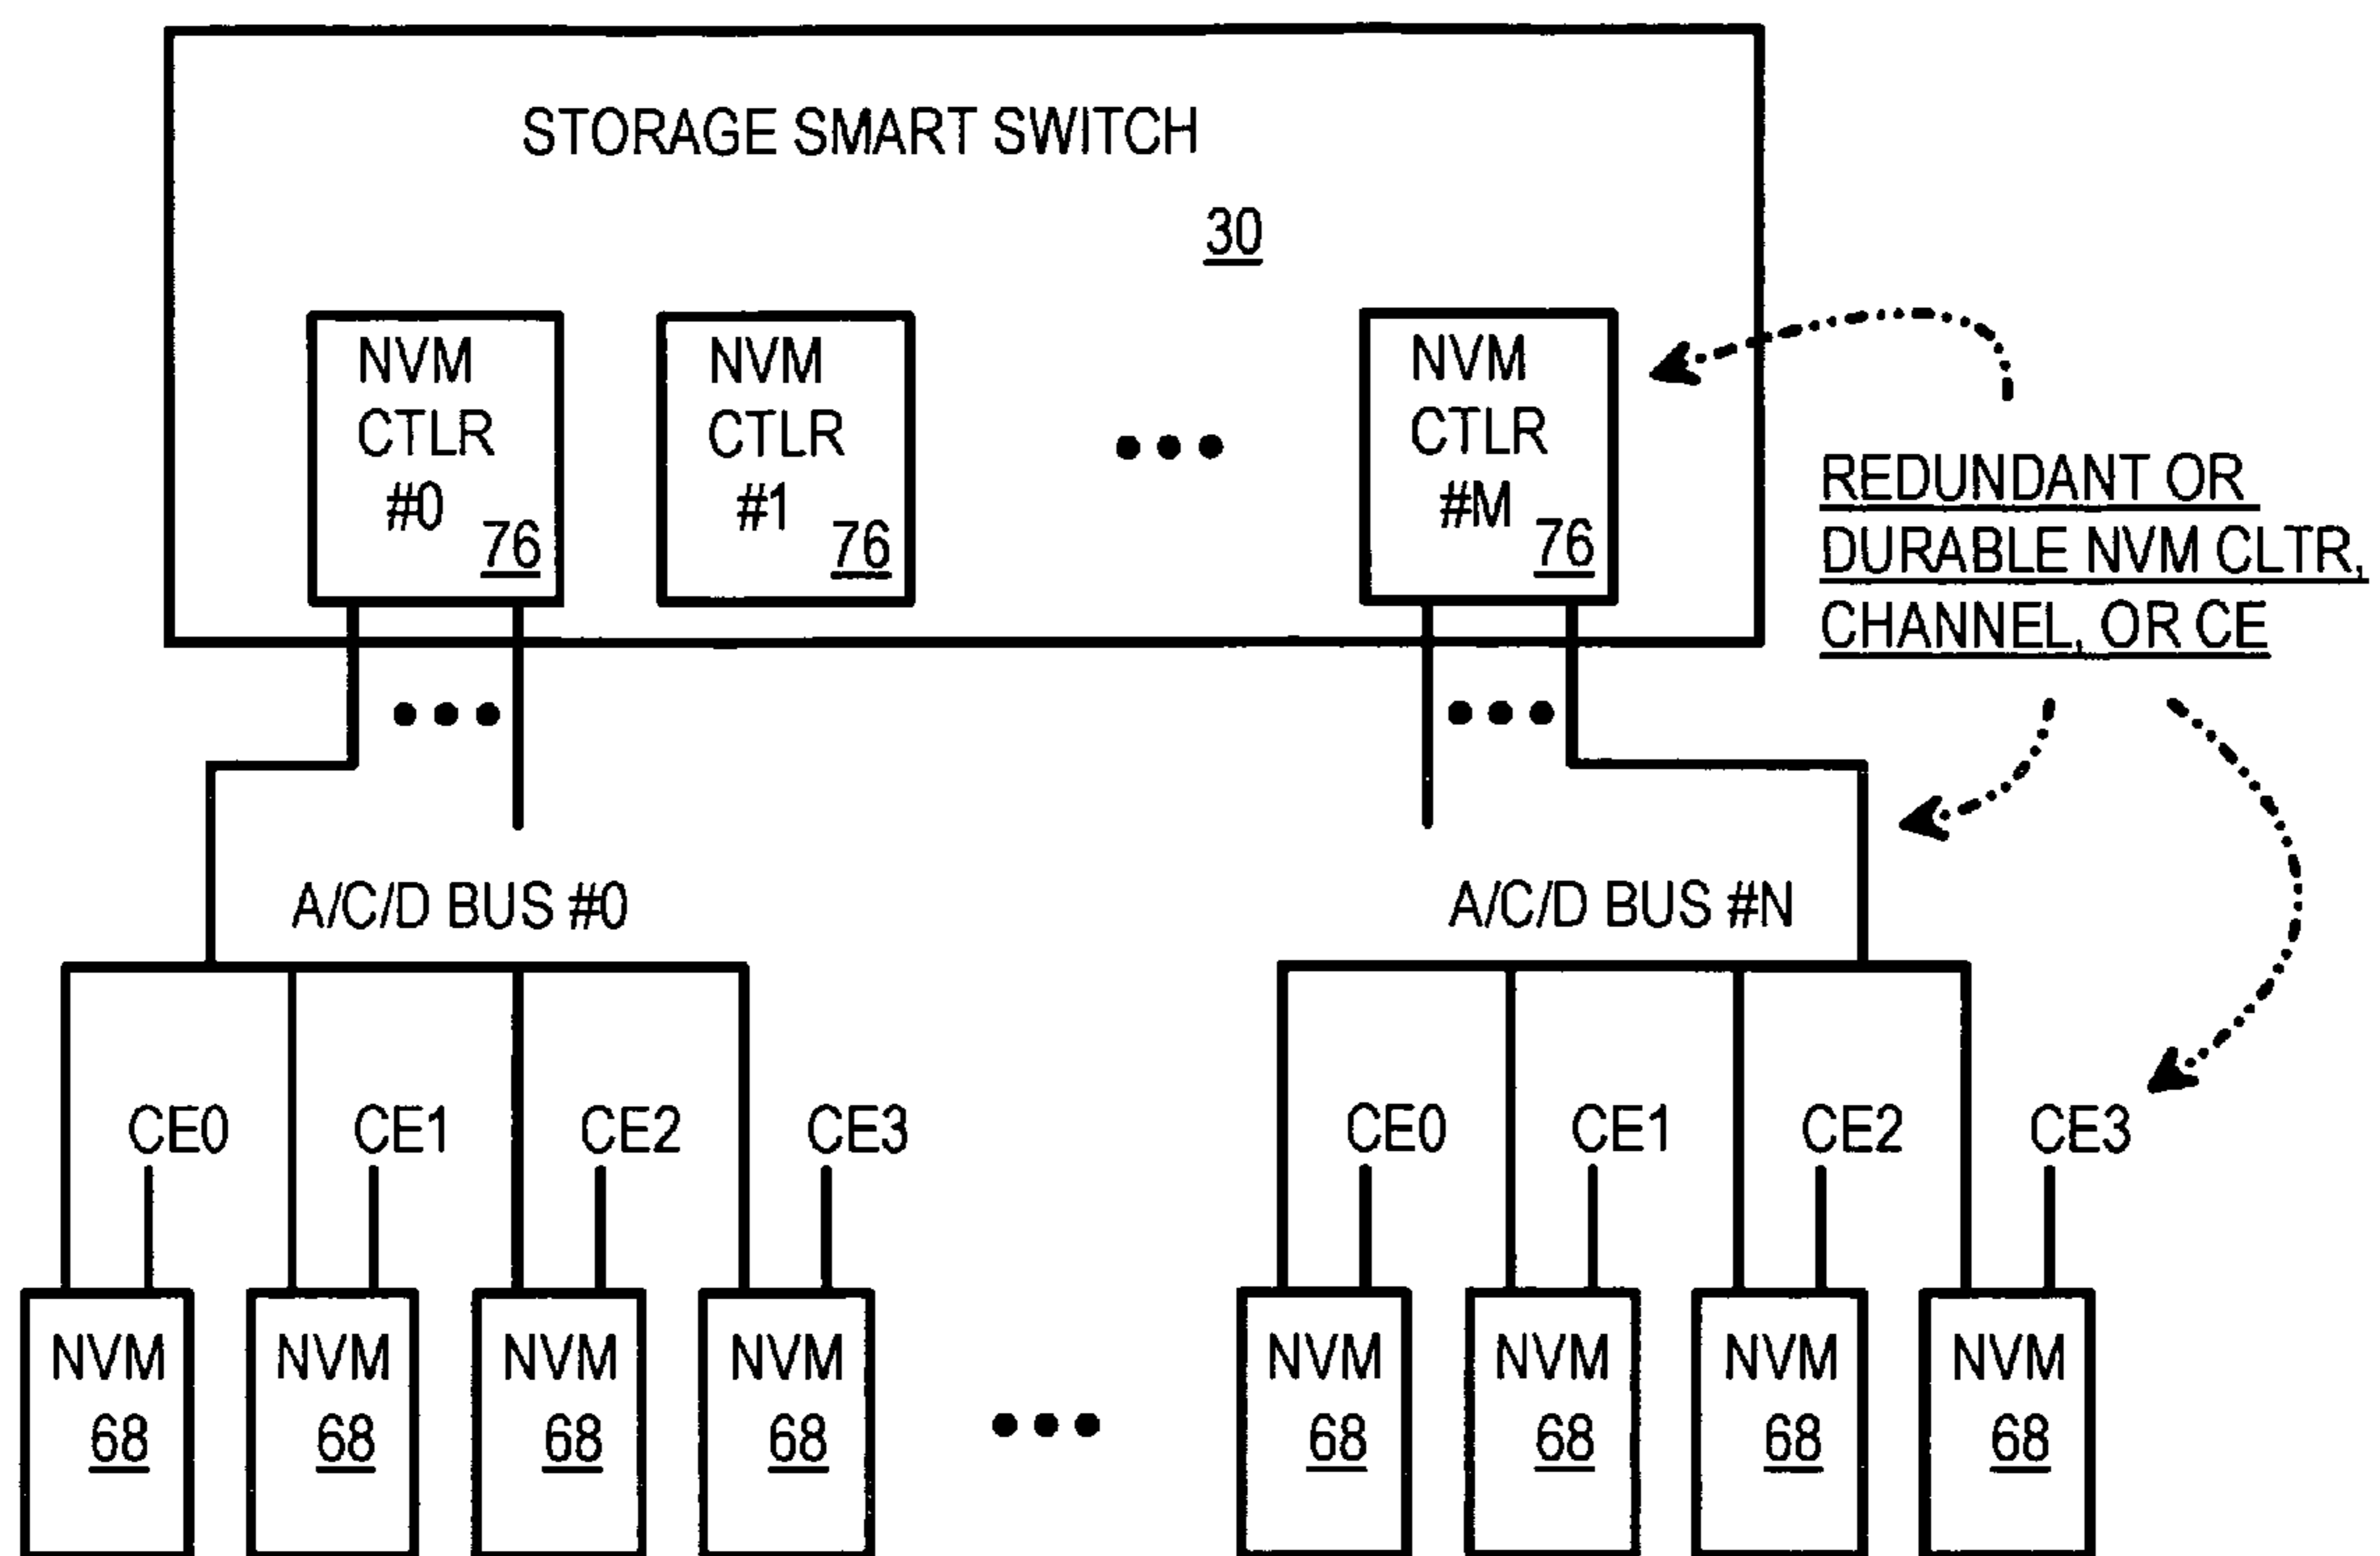 STORAGE SMART SWITCH
30
NVM
CTLR
#0
76
NVM
CTLR
#1
76
NVM
CTLR
#M
76
REDUNDANT OR
DURABLE NVM CLTR,
CHANNEL, OR CE
A/C/D BUS #0
A/C/D BUS #N
CE0
CE1
CE2
CE3
CE0
CE1
CE2
CE3
NVM
68
NVM
68
NVM
68
NVM
68
NVM
68
NVM
68
NVM
68
NVM
68